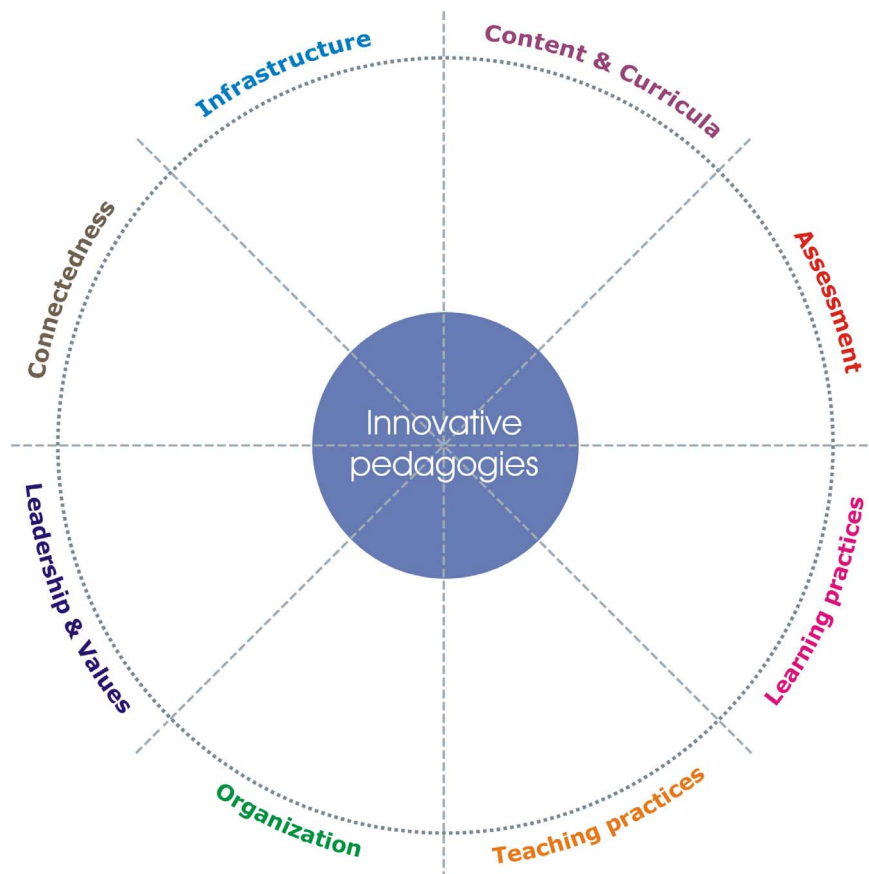 Infrastructure
Content & Curricula
Assessment
Learning practices
Teaching practices
Organization
Leadership & Values
Connectedness
Innovative
pedagogies